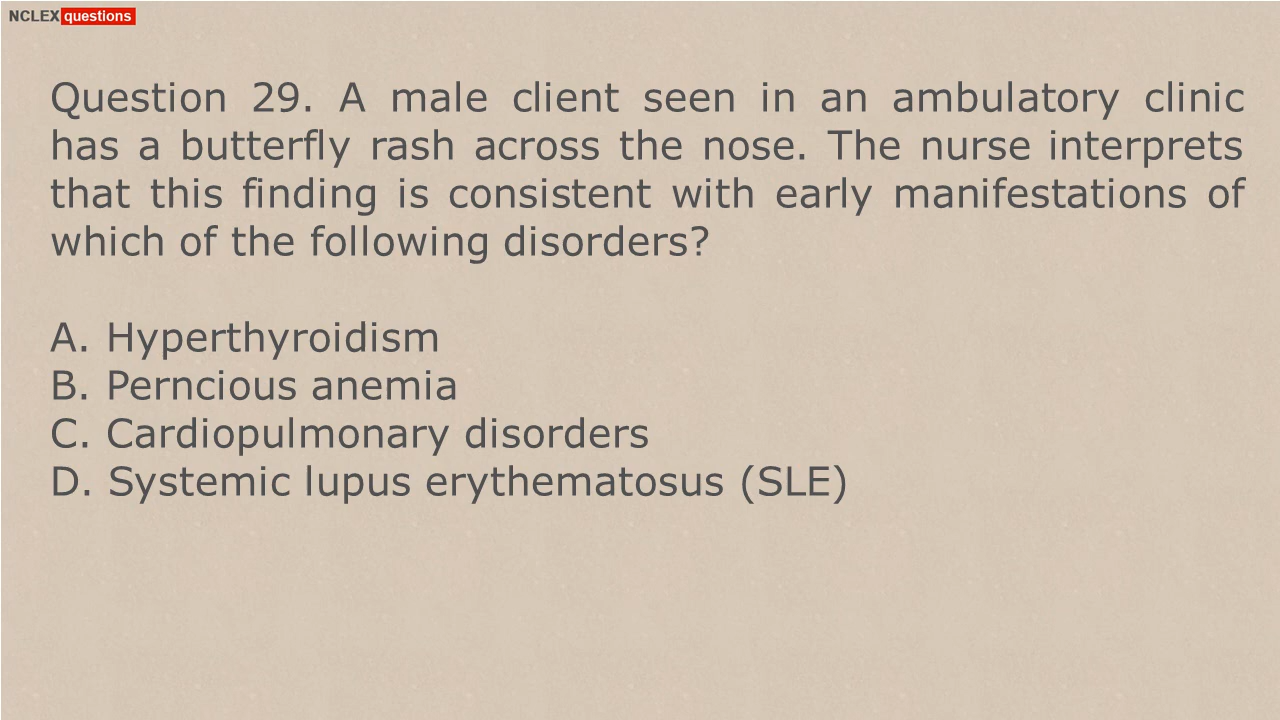 NCLEX questions
Question 29. A male client seen in an ambulatory clinic
has a butterfly rash across the nose. The nurse interprets
that this finding is consistent with early manifestations of
which of the following disorders?
A. Hyperthyroidism
B. Perncious anemia
C. Cardiopulmonary disorders
D. Systemic lupus erythematosus (SLE)